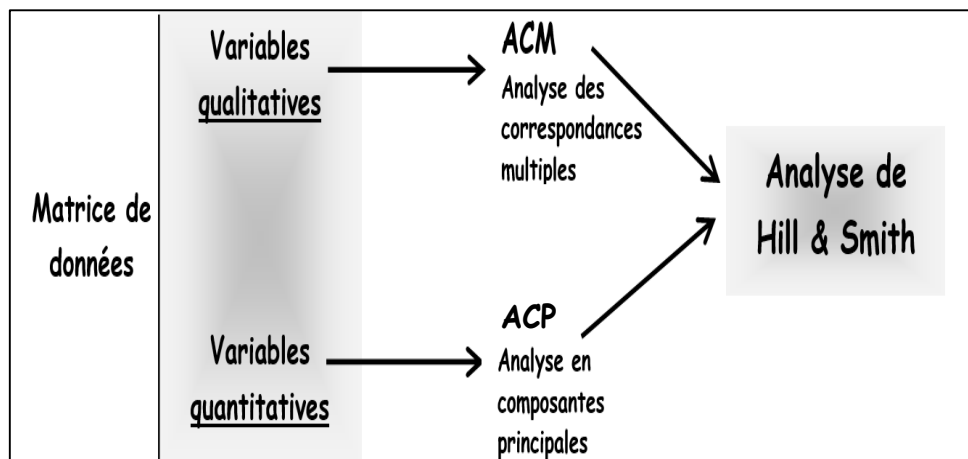 Matrice de
données
Variables
qualitatives
Variables
quantitatives
ACM
Analyse des
correspondances
multiples
ACP
Analyse en
composantes
principales
Analyse de
Hill & Smith